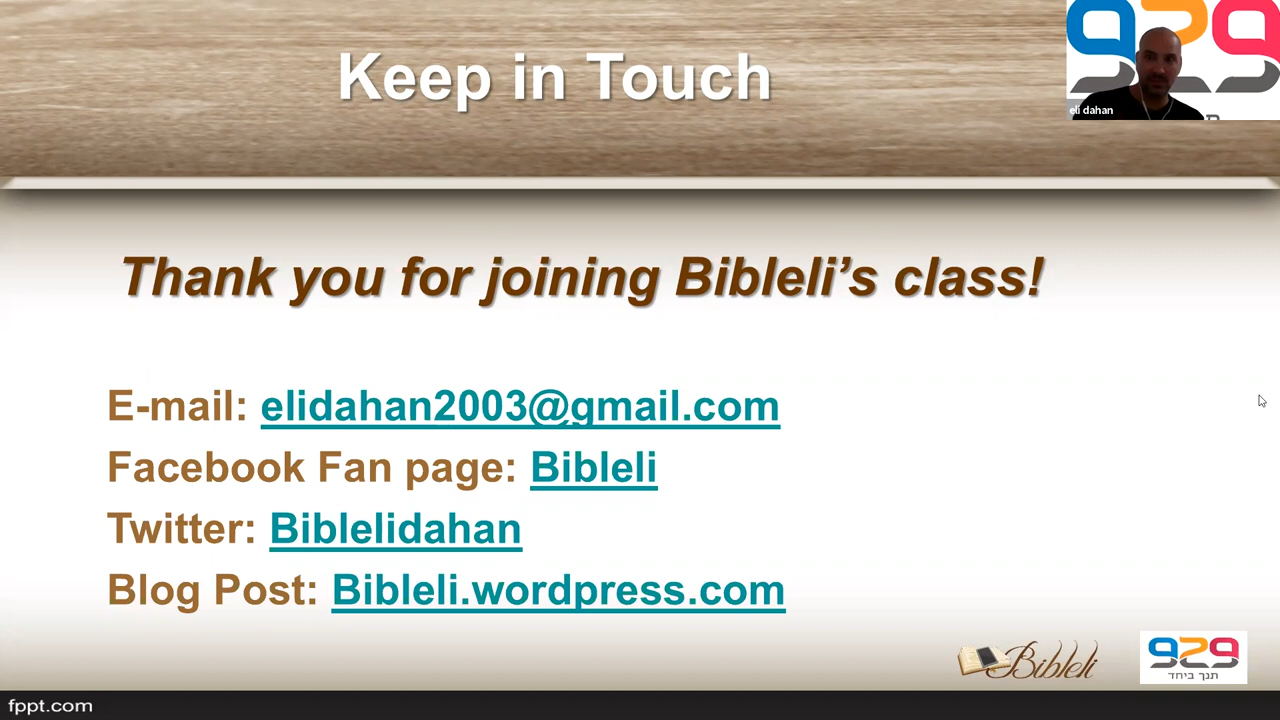 Keep in Touch
929
eli dahan
Thank you for joining Bibleli’s class!
E-mail: elidahan2003@gmail.com
Facebook Fan page: Bibleli
Twitter: Biblelidahan
Blog Post: Bibleli.wordpress.com
Bibleli
929
תנך ביחד
fppt.com